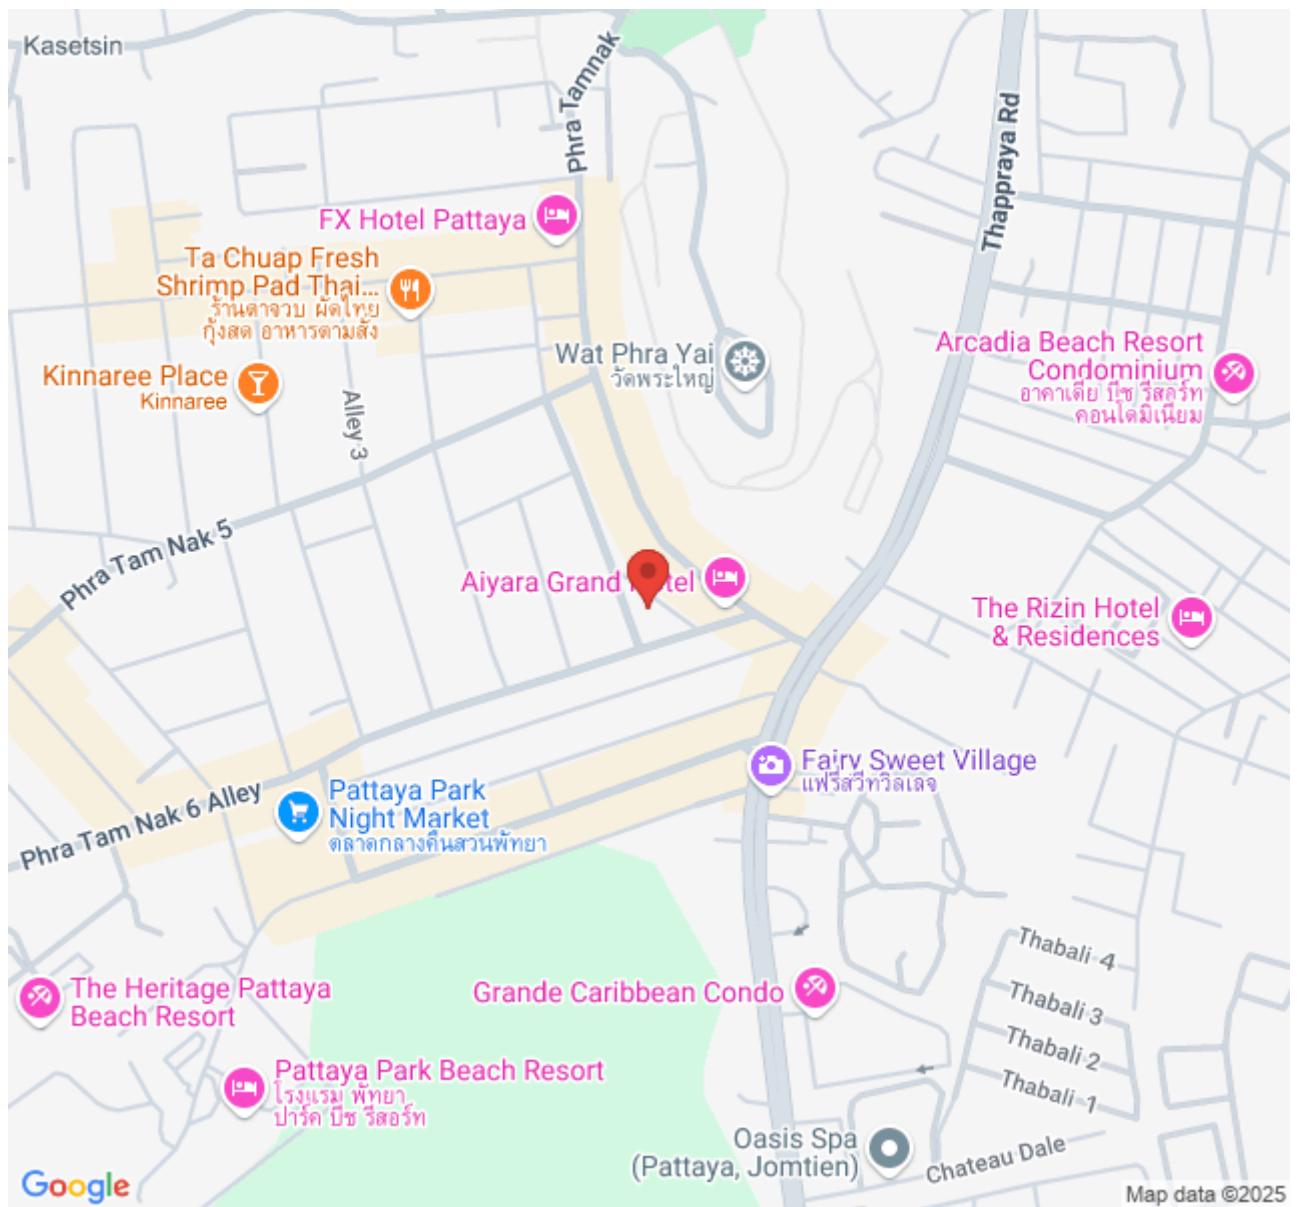 Kasetsin
Phra Tamnak
Thappraya Rd
FX Hotel Pattaya
Ta Chuap Fresh
Shrimp Pad Thai...
ร้านตาจวบ ผัดไทย
กุ้งสด อาหารตามสั่ง
Wat Phra Yai
วัดพระใหญ่
Arcadia Beach Resort
Condominium
อาคาเดีย บีช รีสอร์ท
คอนโดมิเนียม
Kinnaree Place
Kinnaree
Alley 3
Phra Tam Nak 5
Aiyara Grand
The Rizin Hotel
& Residences
Fairy Sweet Village
แฟรี่สวีทวิลเลจ
Pattaya Park
Night Market
ตลาดกลางคืนสวนพัทยา
Phra Tam Nak 6 Alley
Thabali 4
The Heritage Pattaya
Beach Resort
Grande Caribbean Condo
Thabali 3
Thabali 2
Thabali 1
Pattaya Park Beach Resort
โรงแรม พัทยา
ปาร์ค บีช รีสอร์ท
Oasis Spa
(Pattaya, Jomtien)
Chateau Dale
Google
Map data ©2025